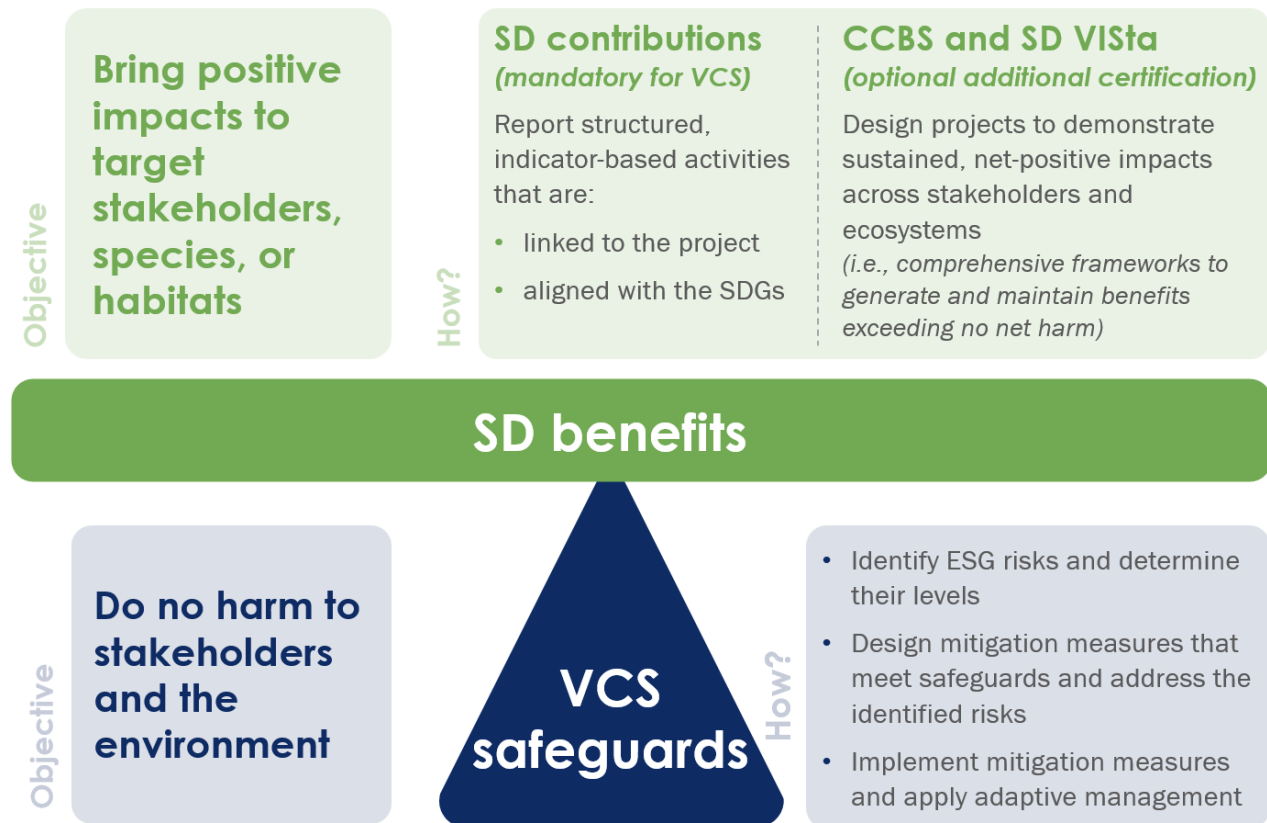 Objective
Bring positive
impacts to
target
stakeholders,
species, or
habitats
How?
SD contributions
(mandatory for VCS)
Report structured,
indicator-based activities
that are:
• linked to the project
• aligned with the SDGs
CCBS and SD VISta
(optional additional certification)
Design projects to demonstrate
sustained, net-positive impacts
across stakeholders and
ecosystems
(i.e., comprehensive frameworks to
generate and maintain benefits
exceeding no net harm)
SD benefits
Objective
Do no harm to
stakeholders
and the
environment
VCS
safeguards
How?
• Identify ESG risks and determine
their levels
• Design mitigation measures that
meet safeguards and address the
identified risks
• Implement mitigation measures
and apply adaptive management